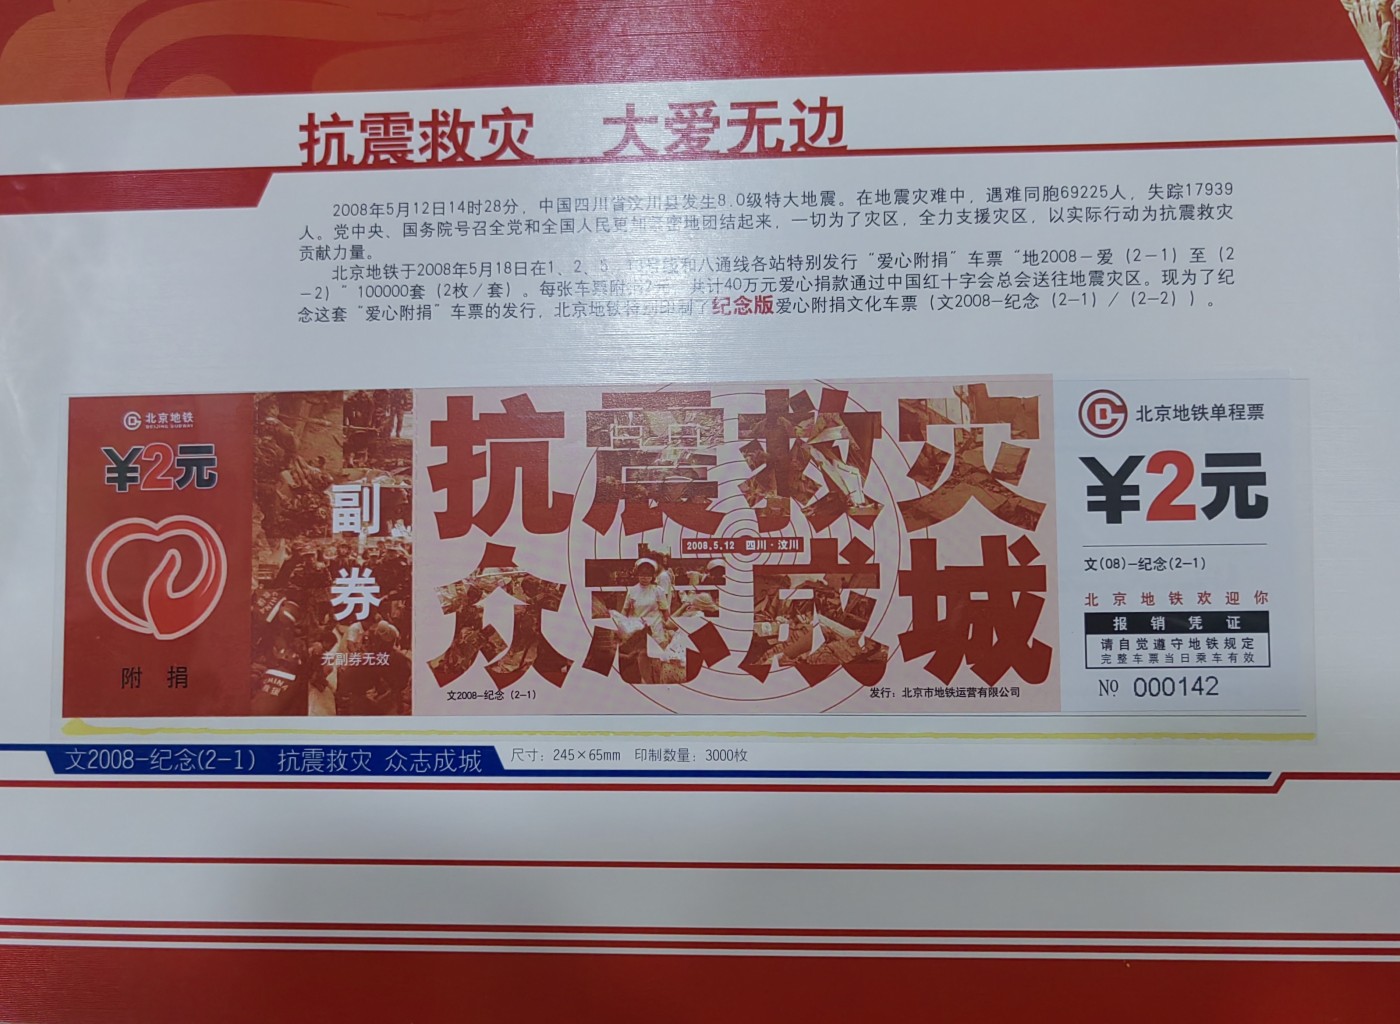 抗震救灾 大爱无边
2008年5月12日14时28分，中国四川省汶川县发生8.0级特大地震。在地震灾难中，遇难同胞69225人，失踪17939
人。党中央、国务院号召全党和全国人民更加紧密地团结起来，一切为了灾区，全力支援灾区，以实际行动为抗震救灾
贡献力量。
北京地铁于2008年5月18日在1、2、5、13号线和八通线各站特别发行“爱心附捐”车票“地2008-爱（2-1）至（2
-2）”100000套（2枚／套）。每张车票附捐2元，共计40万元爱心捐款通过中国红十字会总会送往地震灾区。现为了纪
念这套“爱心附捐”车票的发行，北京地铁特别印制了纪念版爱心附捐文化车票（文2008-纪念（2-1）／（2-2））。
北京地铁
BEIJING SUBWAY
¥2元
附 捐
副
券
无副券无效
抗震救灾
2008.5.12 四川·汶川
众志成城
文2008-纪念（2-1）
发行：北京市地铁运营有限公司
北京地铁单程票
¥2元
文(08)-纪念(2-1)
北京地铁欢迎你
报销凭证
请自觉遵守地铁规定
完整车票当日乘车有效
№ 000142
文2008-纪念(2-1) 抗震救灾 众志成城
尺寸：245×65mm 印制数量：3000枚